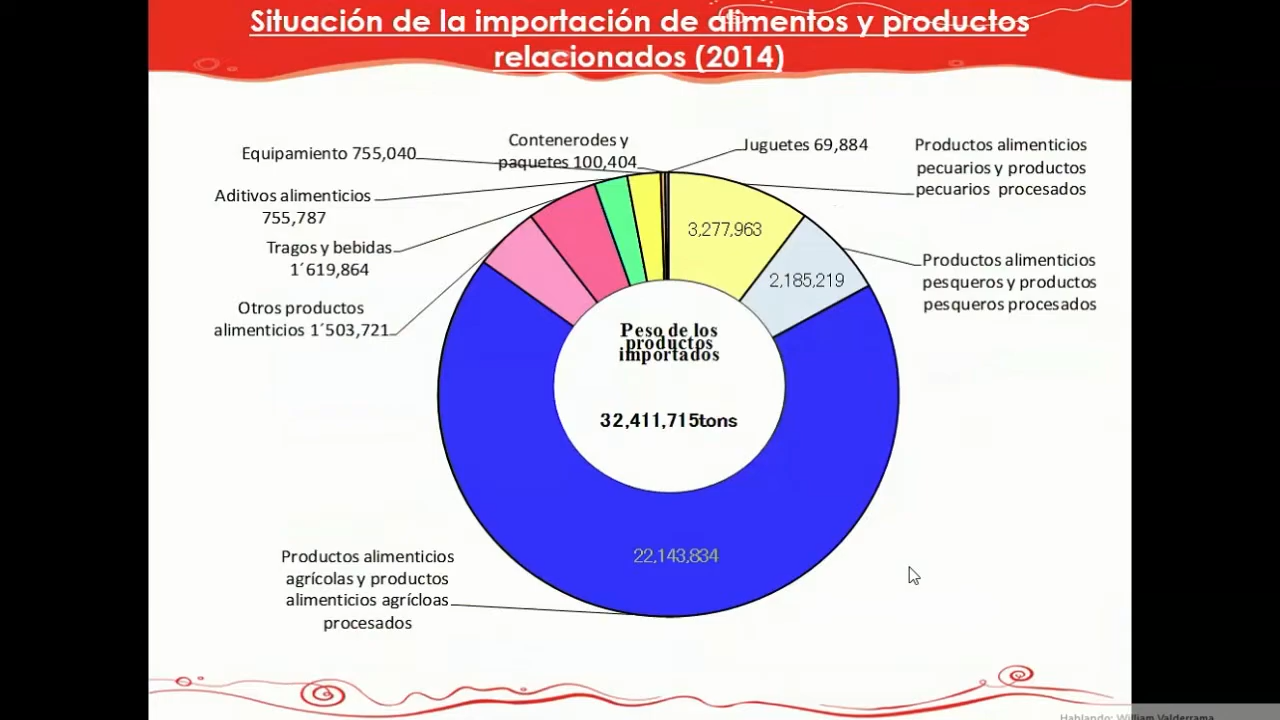 Situación de la importación de alimentos y productos
relacionados (2014)
Equipamiento 755,040
Contenerodes y
paquetes 100,404
Juguetes 69,884
Productos alimenticios
pecuarios y productos
pecuarios procesados
Aditivos alimenticios
755,787
Tragos y bebidas
1´619,864
Otros productos
alimenticios 1´503,721
3,277,963
2,185,219
Productos alimenticios
pesqueros y productos
pesqueros procesados
Peso de los
productos
importados
32,411,715tons
22,143,834
Productos alimenticios
agrícolas y productos
alimenticios agrícloas
procesados
Hablando: William Valderrama